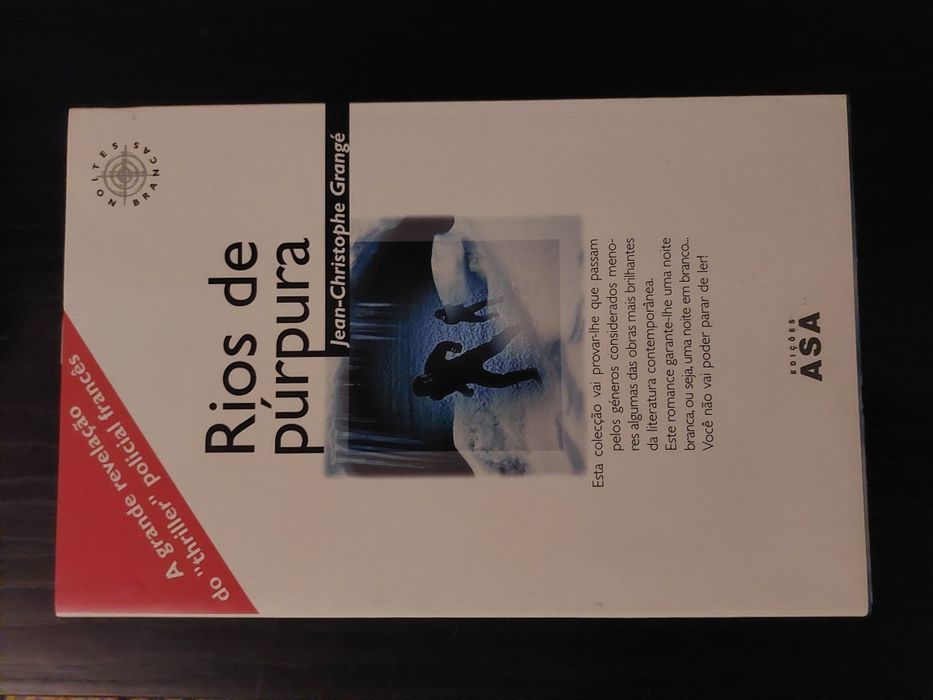 A grande revelação
do "thriller" policial francês
NOITES
BRANCAS
Rios de
púrpura
Jean-Christophe Grangé
Esta colecção vai provar-lhe que passam
pelos géneros considerados meno-
res algumas das obras mais brilhantes
da literatura contemporânea.
Este romance garante-lhe uma noite
branca, ou seja, uma noite em branco...
Você não vai poder parar de ler!
EDIÇÕES
ASA